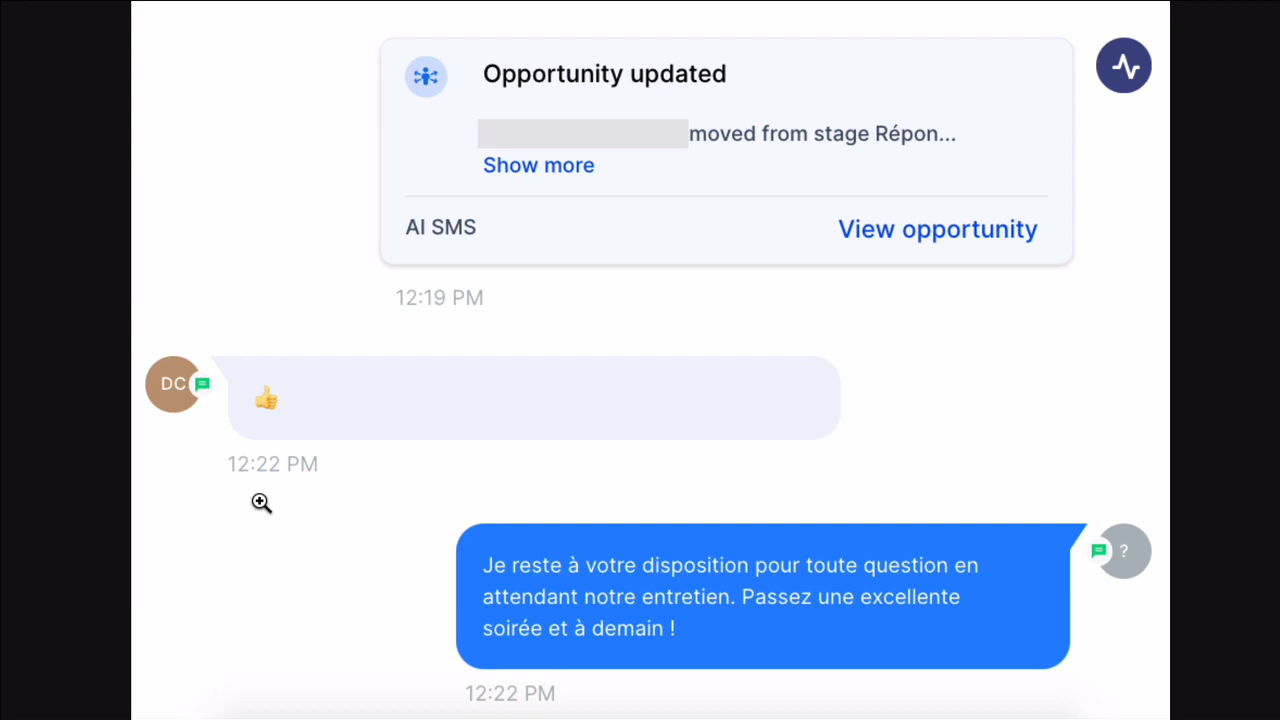 Opportunity updated
moved from stage Répon...
Show more
AI SMS
View opportunity
12:19 PM
DC
👍
12:22 PM
?
Je reste à votre disposition pour toute question en
attendant notre entretien. Passez une excellente
soirée et à demain !
12:22 PM